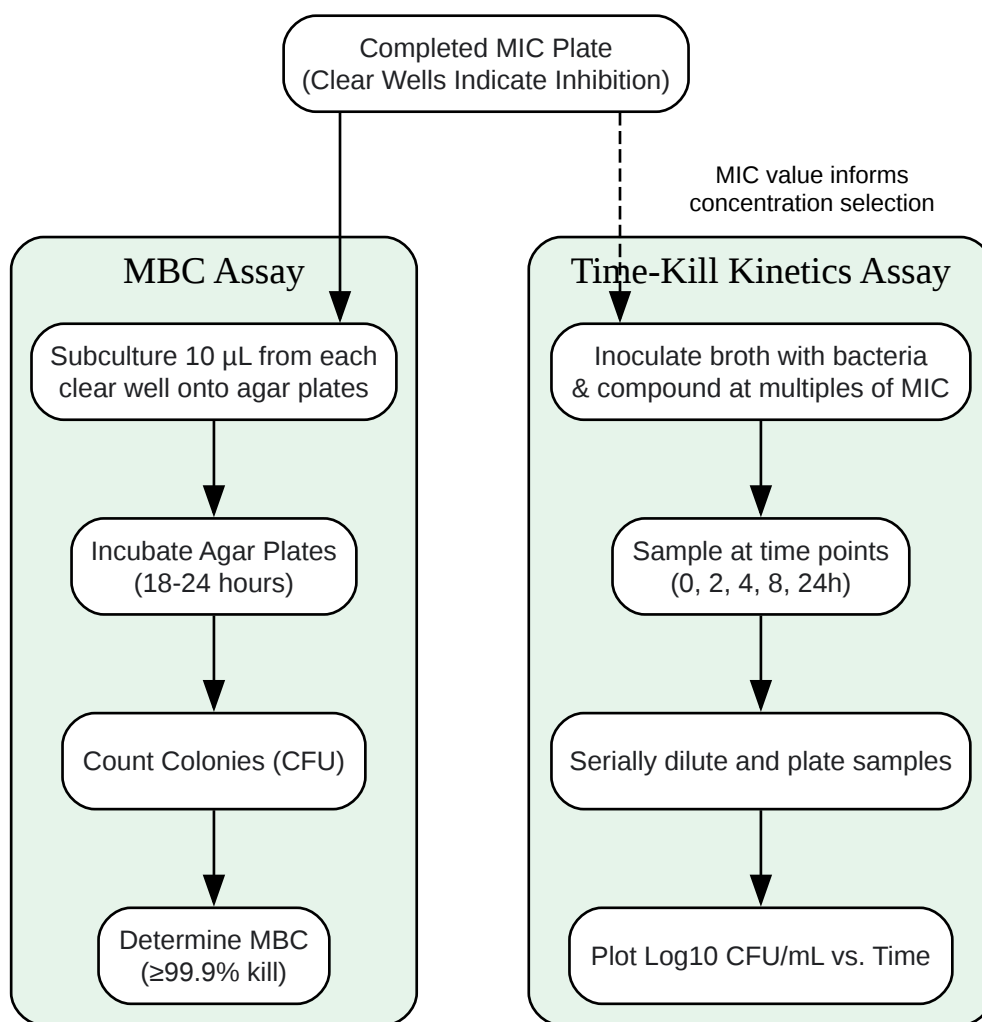 Completed MIC Plate
(Clear Wells Indicate Inhibition)
MIC value informs
concentration selection
MBC Assay
Subculture 10 µL from each
clear well onto agar plates
Incubate Agar Plates
(18-24 hours)
Count Colonies (CFU)
Determine MBC
(≥99.9% kill)
Time-Kill Kinetics Assay
Inoculate broth with bacteria
& compound at multiples of MIC
Sample at time points
(0, 2, 4, 8, 24h)
Serially dilute and plate samples
Plot Log10 CFU/mL vs. Time